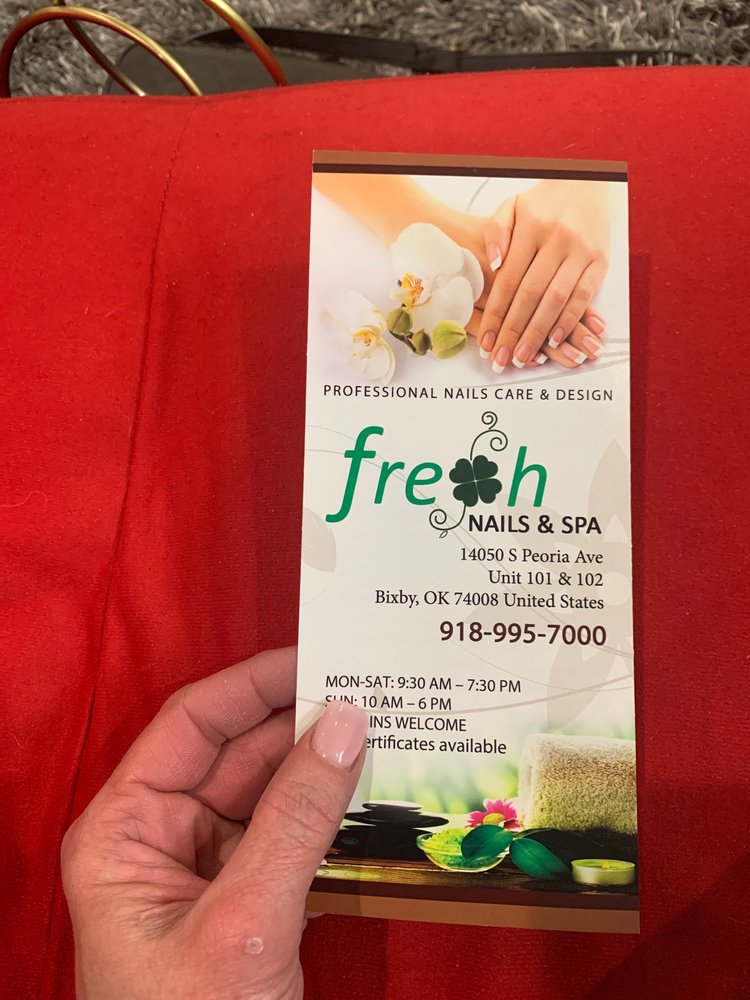 PROFESSIONAL NAILS CARE & DESIGN
fresh
NAILS & SPA
14050 S Peoria Ave
Unit 101 & 102
Bixby, OK 74008 United States
918-995-7000
MON-SAT: 9:30 AM – 7:30 PM
SUN: 10 AM – 6 PM
INS WELCOME
ertificates available